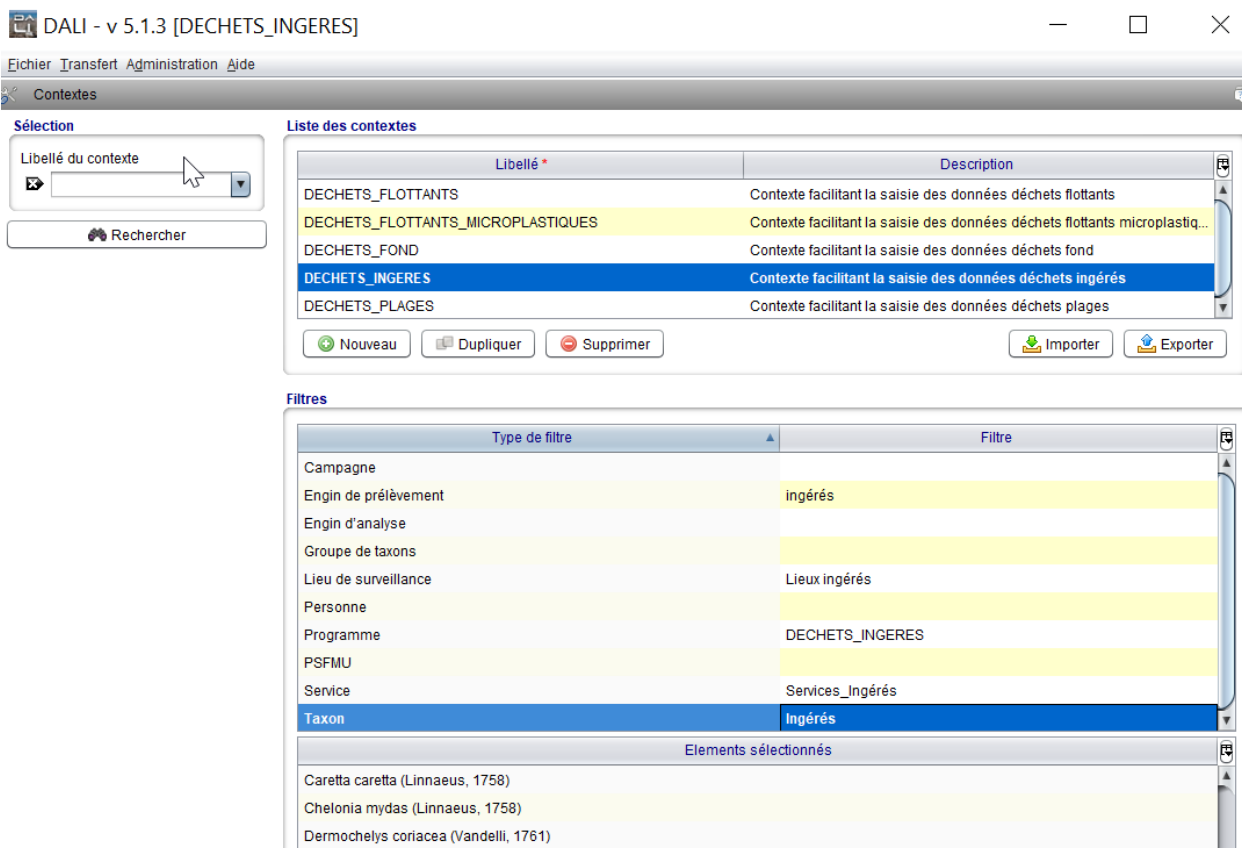 DALI - v 5.1.3 [DECHETS_INGERES]
Fichier Transfert Administration Aide
Contextes
Sélection
Libellé du contexte
Rechercher
Liste des contextes
Libellé * Description
DECHETS_FLOTTANTS Contexte facilitant la saisie des données déchets flottants
DECHETS_FLOTTANTS_MICROPLASTIQUES Contexte facilitant la saisie des données déchets flottants microplastiq...
DECHETS_FOND Contexte facilitant la saisie des données déchets fond
DECHETS_INGERES Contexte facilitant la saisie des données déchets ingérés
DECHETS_PLAGES Contexte facilitant la saisie des données déchets plages
Nouveau Dupliquer Supprimer Importer Exporter
Filtres
Type de filtre Filtre
Campagne
Engin de prélèvement ingérés
Engin d'analyse
Groupe de taxons
Lieu de surveillance Lieux ingérés
Personne
Programme DECHETS_INGERES
PSFMU
Service Services_Ingérés
Taxon Ingérés
Elements sélectionnés
Caretta caretta (Linnaeus, 1758)
Chelonia mydas (Linnaeus, 1758)
Dermochelys coriacea (Vandelli, 1761)